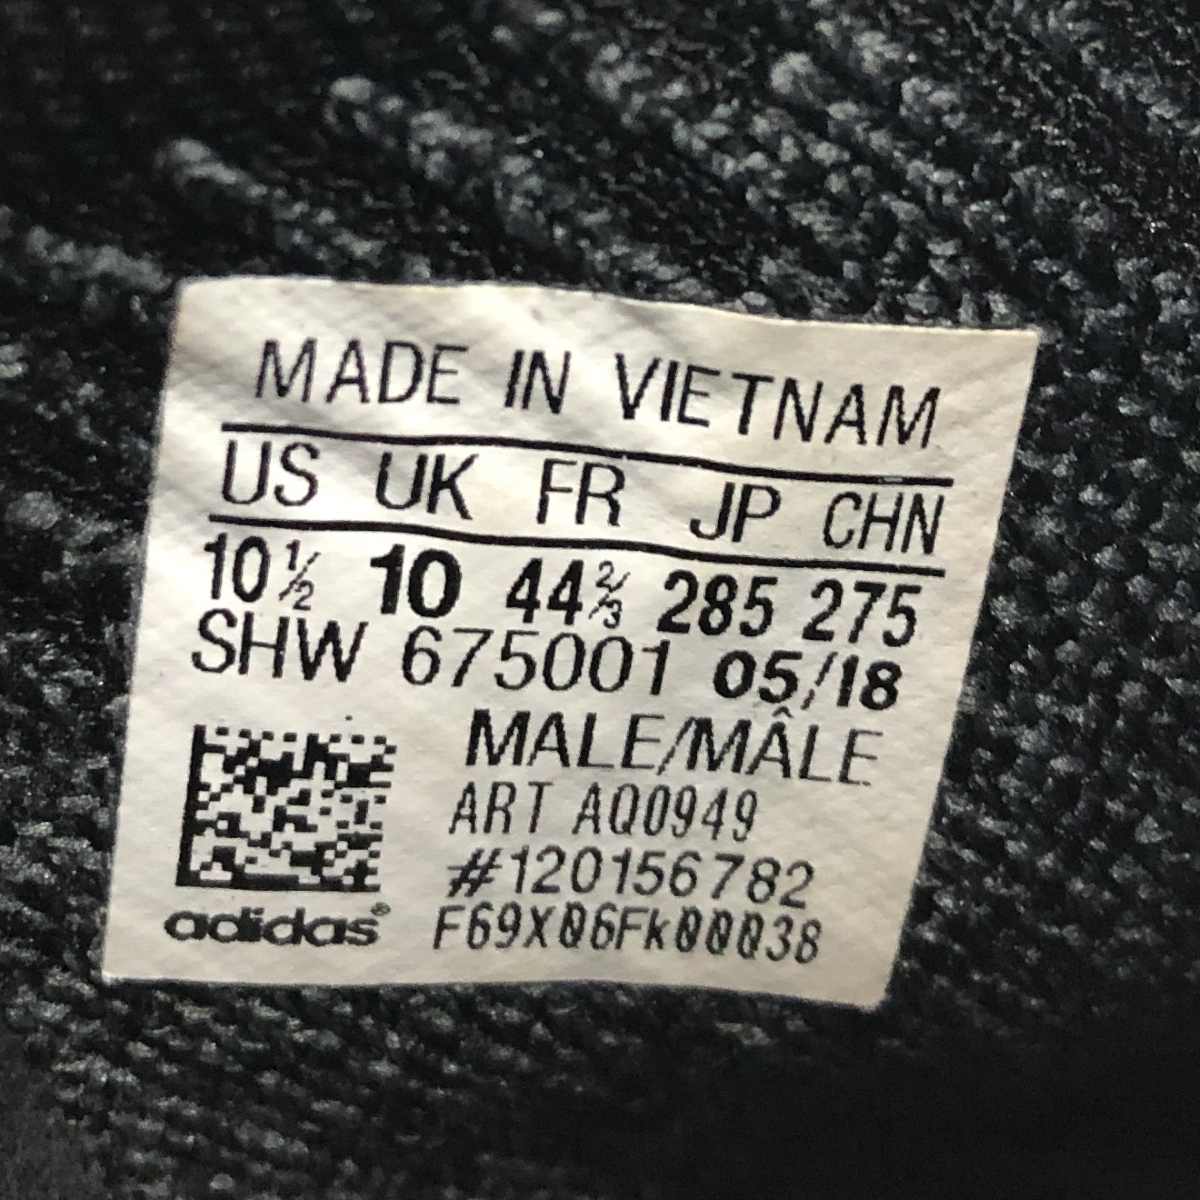 MADE IN VIETNAM
US UK FR JP CHN
10½ 10 44⅔ 285 275
SHW 675001 05/18
MALE/MÂLE
ART AQ0949
#120156782
adidas® F69X06Fk00038